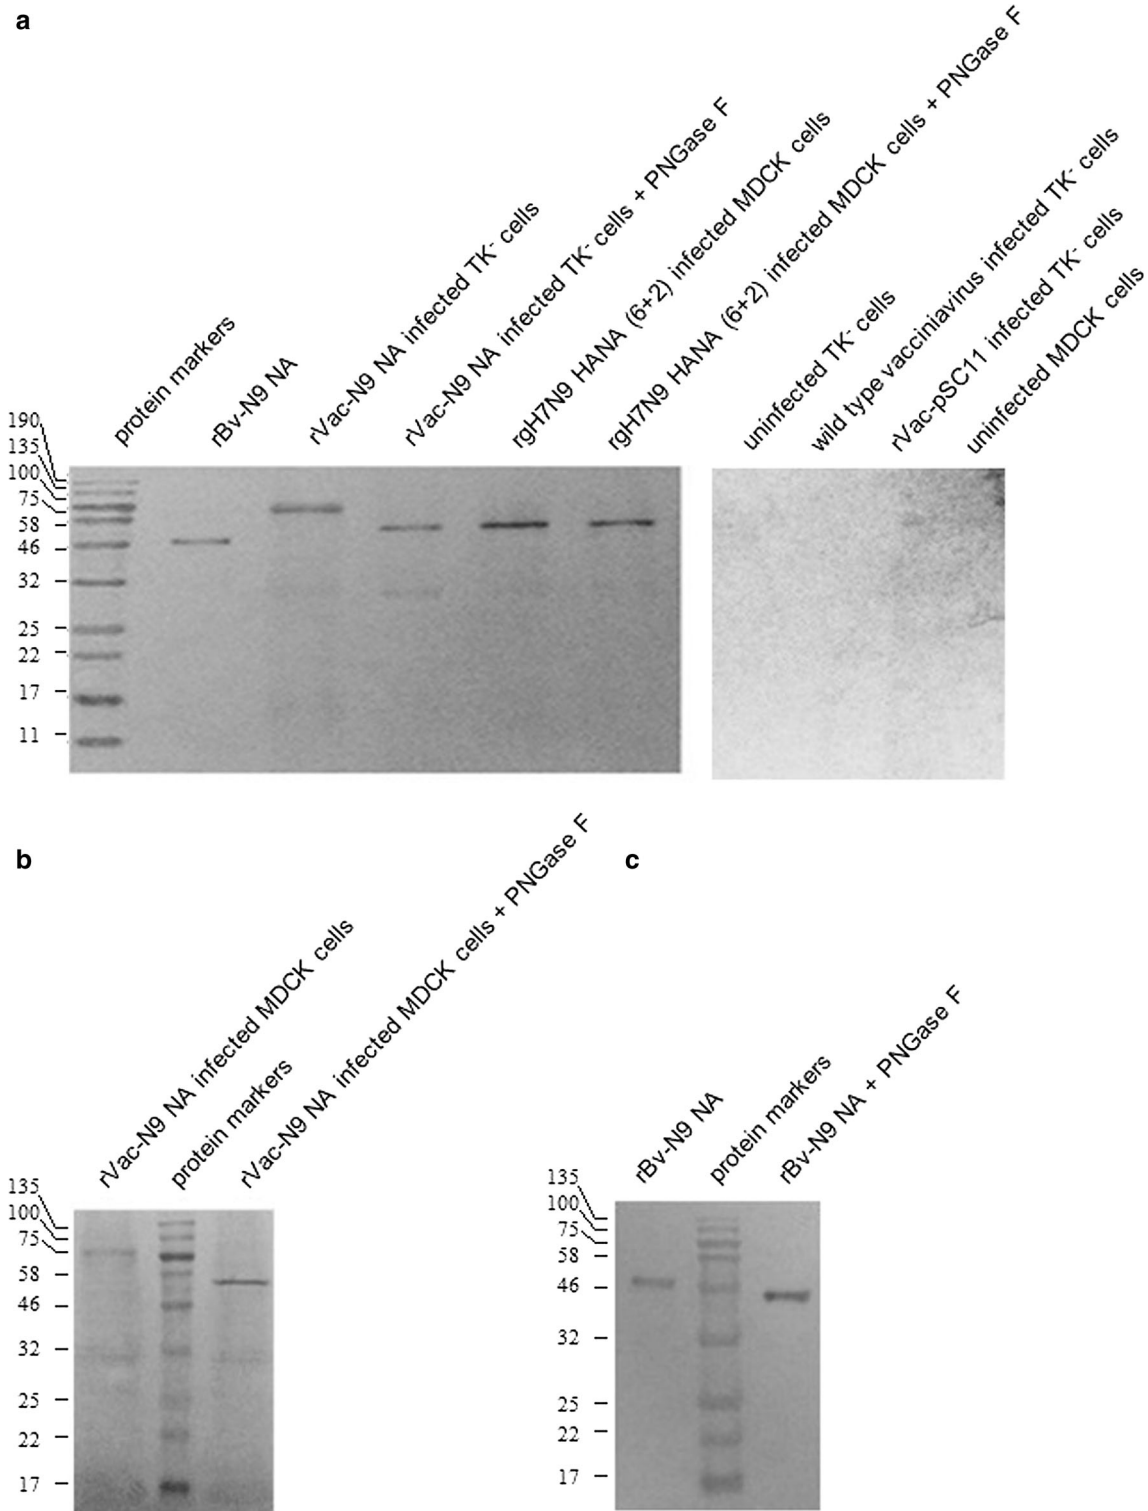 a
protein markers
rBv-N9 NA
rVac-N9 NA infected TK- cells
rVac-N9 NA infected TK- cells + PNGase F
rgH7N9 HANA (6+2) infected MDCK cells
rgH7N9 HANA (6+2) infected MDCK cells + PNGase F
uninfected TK- cells
wild type vacciniavirus infected TK- cells
rVac-pSC11 infected TK- cells
uninfected MDCK cells
190
135
100
75
58
46
32
25
22
17
11
b
rVac-N9 NA infected MDCK cells
protein markers
rVac-N9 NA infected MDCK cells + PNGase F
135
100
75
58
46
32
25
22
17
c
rBv-N9 NA
protein markers
rBv-N9 NA + PNGase F
135
100
75
58
46
32
25
22
17